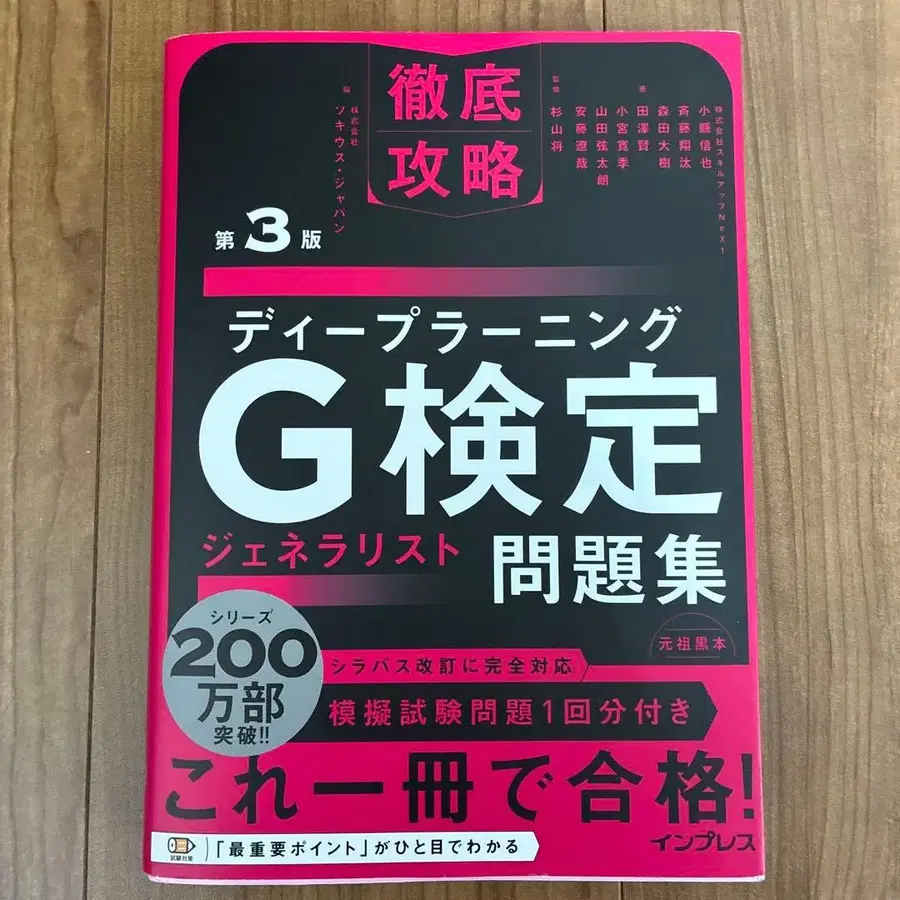 徹底
攻略
株式会社スキルアップNeXt
小縣信也
斉藤翔汰
森田大樹
田澤賢
小宮寛季
山田弦太朗
安藤遼哉
著
杉山将
監修
株式会社
ソキウス・ジャパン
編
第3版
ディープラーニング
G検定
ジェネラリスト
問題集
元祖黒本
シリーズ
200
万部
突破!!
シラバス改訂に完全対応
模擬試験問題1回分付き
これ一冊で合格!
インプレス
試験対策
「最重要ポイント」がひと目でわかる